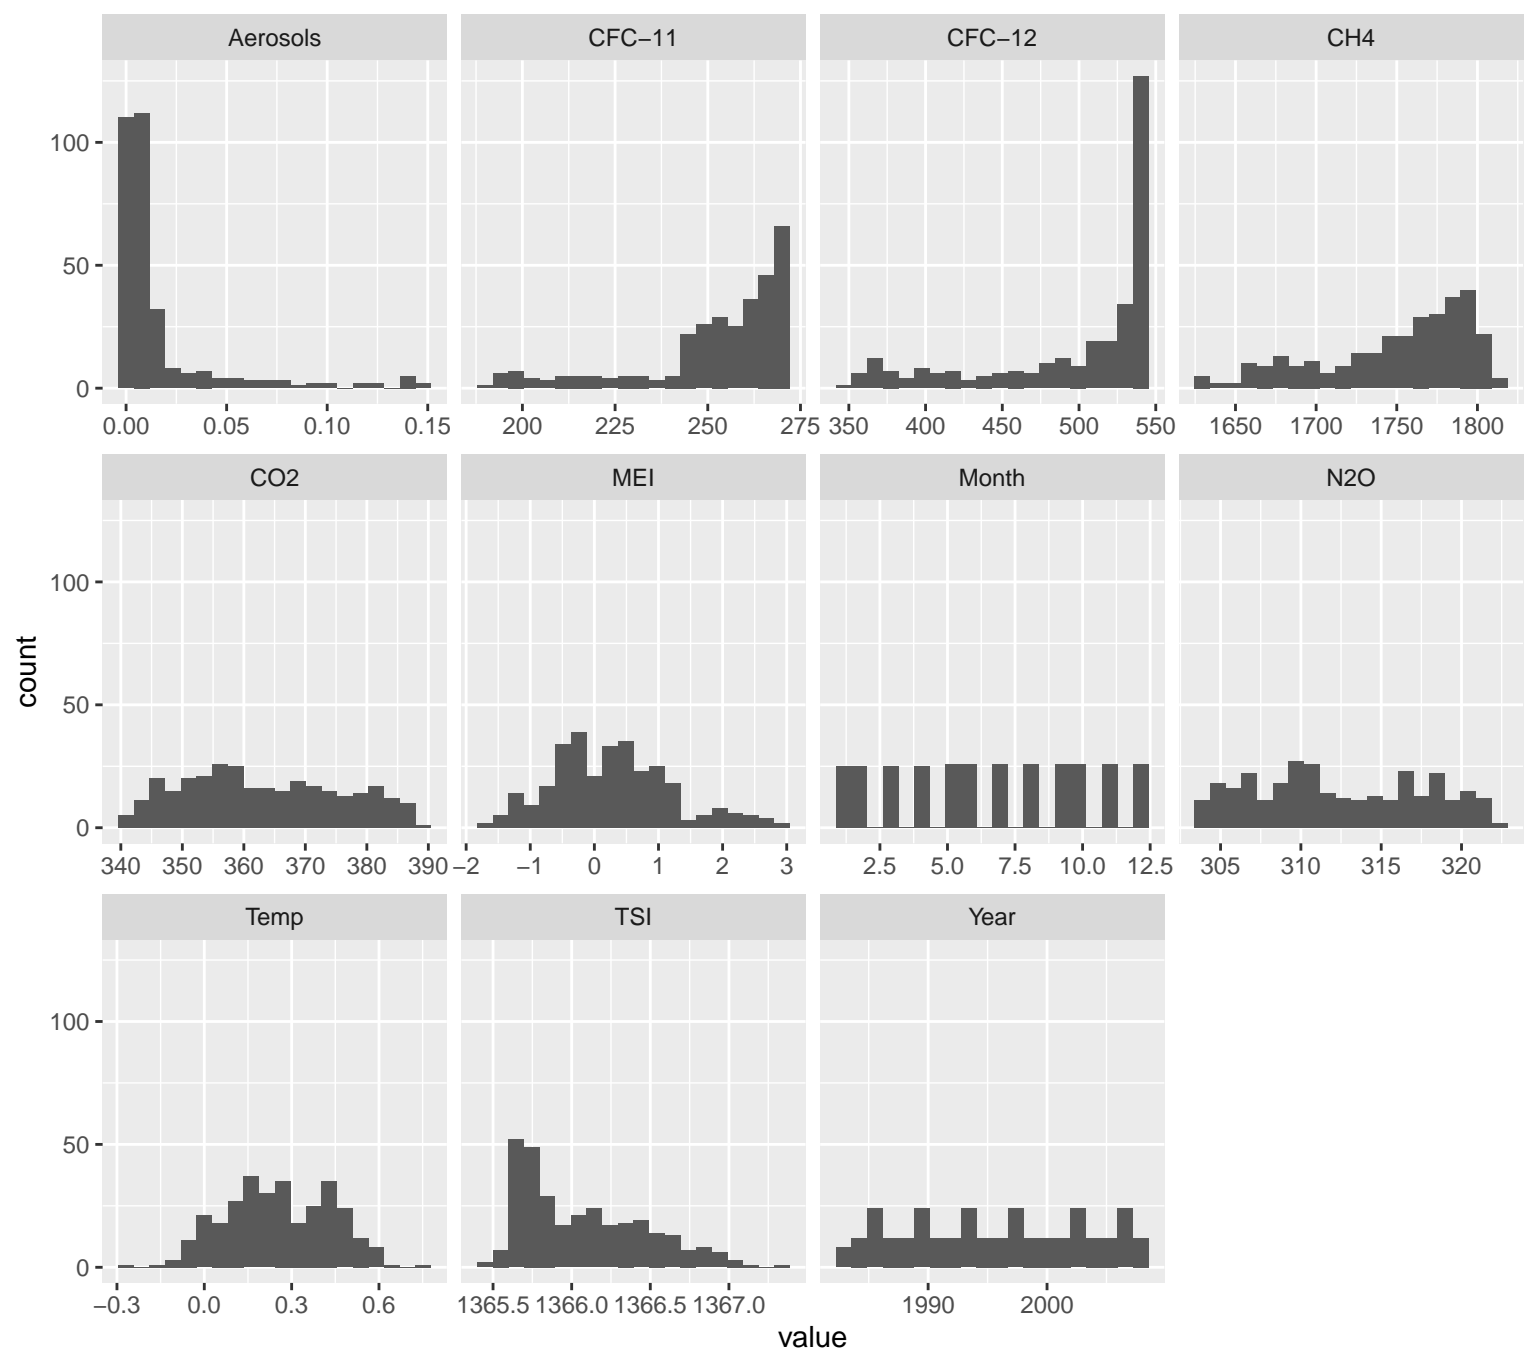 Aerosols CFC−11 CFC−12 CH4
100
50
0
0.00 0.05 0.10 0.15 200 225 250 275 350 400 450 500 550 1650 1700 1750 1800
CO2 MEI Month N2O
100
50
0
340 350 360 370 380 390 −2 −1 0 1 2 3 2.5 5.0 7.5 10.0 12.5 305 310 315 320
count
Temp TSI Year
100
50
0
−0.3 0.0 0.3 0.6 1365.5 1366.0 1366.5 1367.0 1990 2000
value